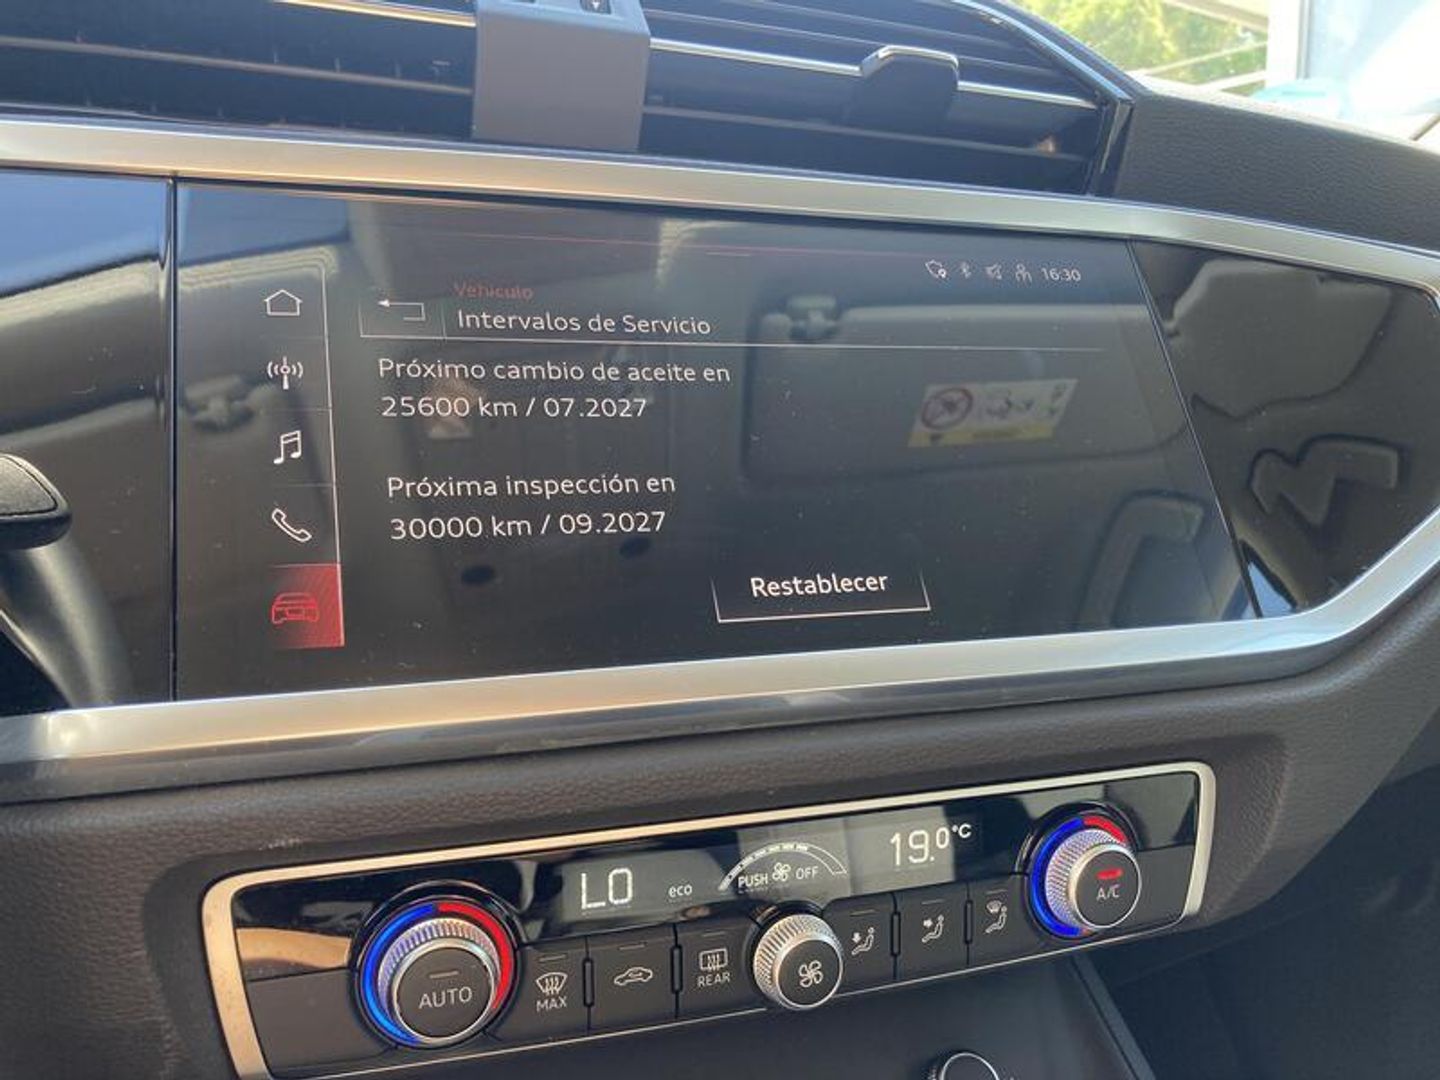 16:30
Vehículo
Intervalos de Servicio
Próximo cambio de aceite en
25600 km / 07.2027
Próxima inspección en
30000 km / 09.2027
Restablecer
LO
eco
PUSH OFF
19.0°C
AUTO
MAX
REAR
A/C